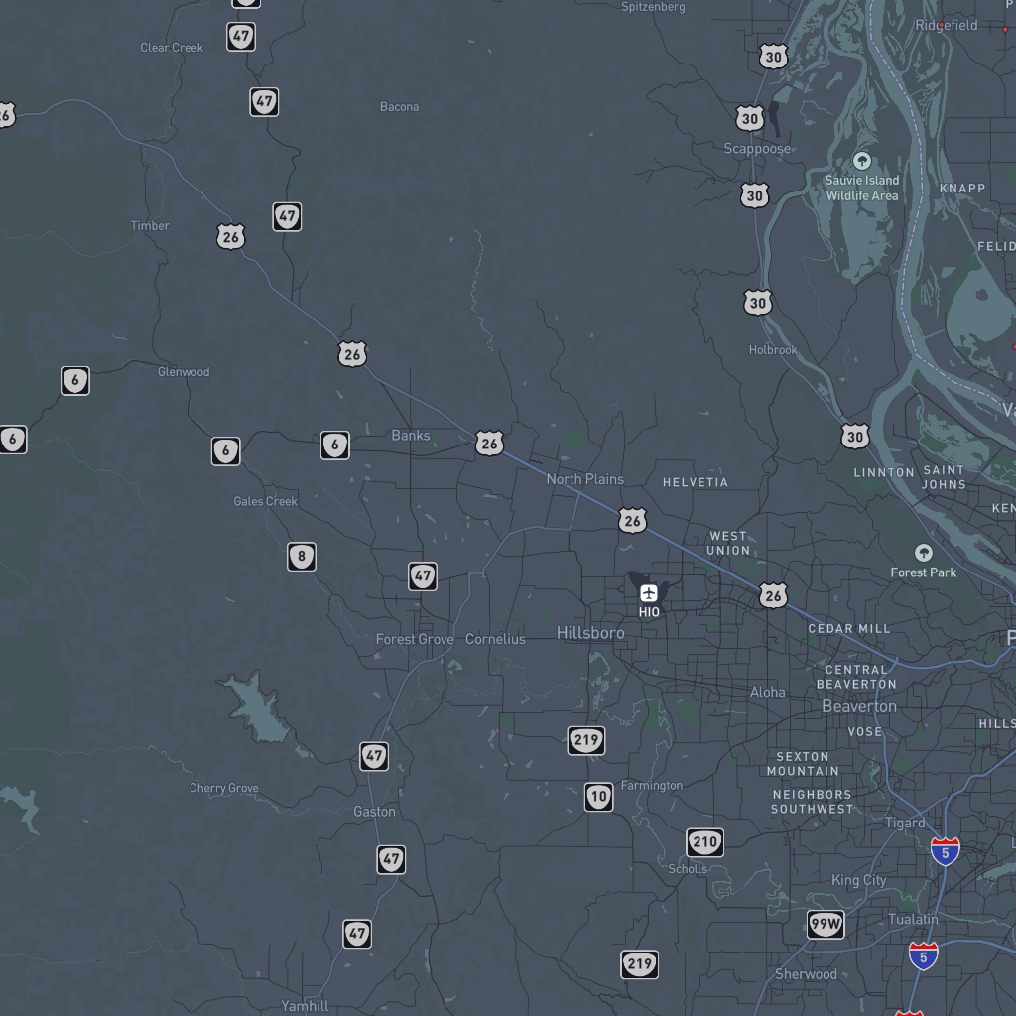 Spitzenberg
P
Ridgefield
47
Clear Creek
30
47
Bacona
26
30
Scappoose
Sauvie Island
Wildlife Area
KNAPP
30
47
Timber
26
FELID
30
Holbrook
26
Glenwood
6
Va
Banks
6
6
6
26
30
LINNTON
SAINT
JOHNS
North Plains
HELVETIA
Gales Creek
KEN
26
WEST
UNION
8
Forest Park
47
26
HIO
CEDAR MILL
Hillsboro
Forest Grove
Cornelius
P
CENTRAL
BEAVERTON
Aloha
Beaverton
HILLS
VOSE
219
47
SEXTON
MOUNTAIN
Cherry Grove
Farmington
10
NEIGHBORS
SOUTHWEST
Gaston
Tigard
210
L
5
47
Scholls
King City
99W
Tualatin
47
5
219
Sherwood
Yamhill